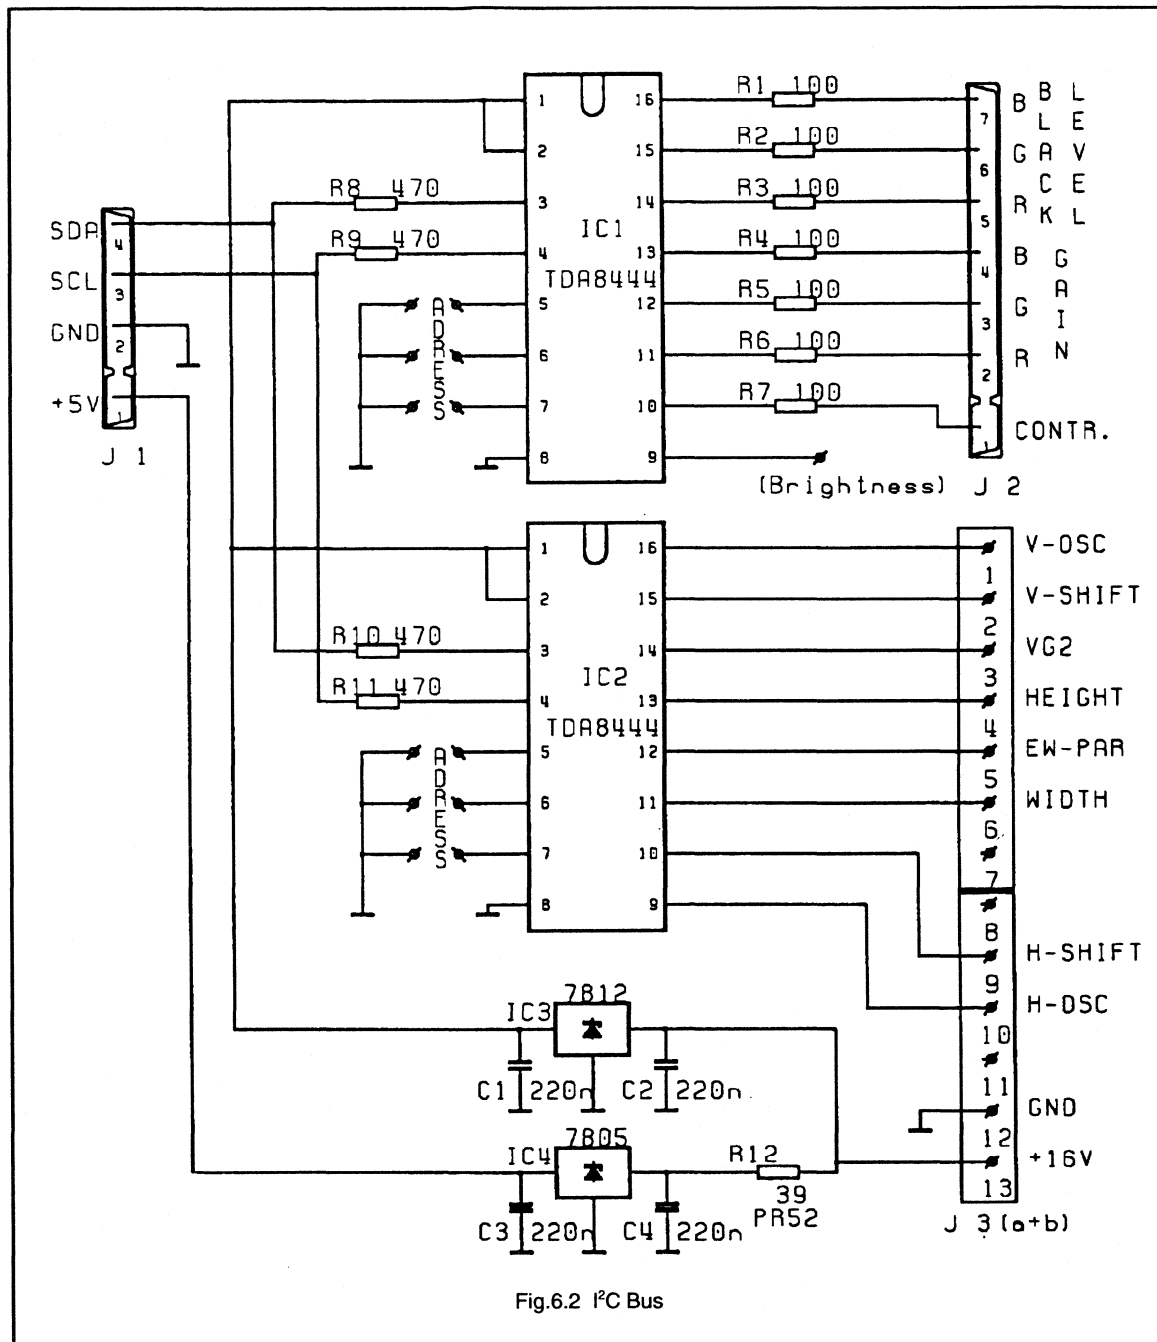 R1 100
R2 100
R3 100
R4 100
R5 100
R6 100
R7 100
R8 470
R9 470
1
2
3
4
5
6
7
8
16
15
14
13
12
11
10
9
IC1
TDA8444
ADRESS
SDA
SCL
GND
+5V
4
3
2
1
J 1
7
6
5
4
3
2
1
B
G
R
BLACK
LEVEL
B
G
R
GAIN
CONTR.
(Brightness)
J 2
R10 470
R11 470
1
2
3
4
5
6
7
8
16
15
14
13
12
11
10
9
IC2
TDA8444
ADRESS
V-OSC
1
V-SHIFT
2
VG2
3
HEIGHT
4
EW-PAR
5
WIDTH
6
7
8
H-SHIFT
9
H-OSC
10
11
GND
12
+16V
13
J 3(a+b)
IC3
7812
C1 220n
C2 220n
IC4
7805
C3 220n
C4 220n
R12
39
PR52
Fig.6.2 I²C Bus